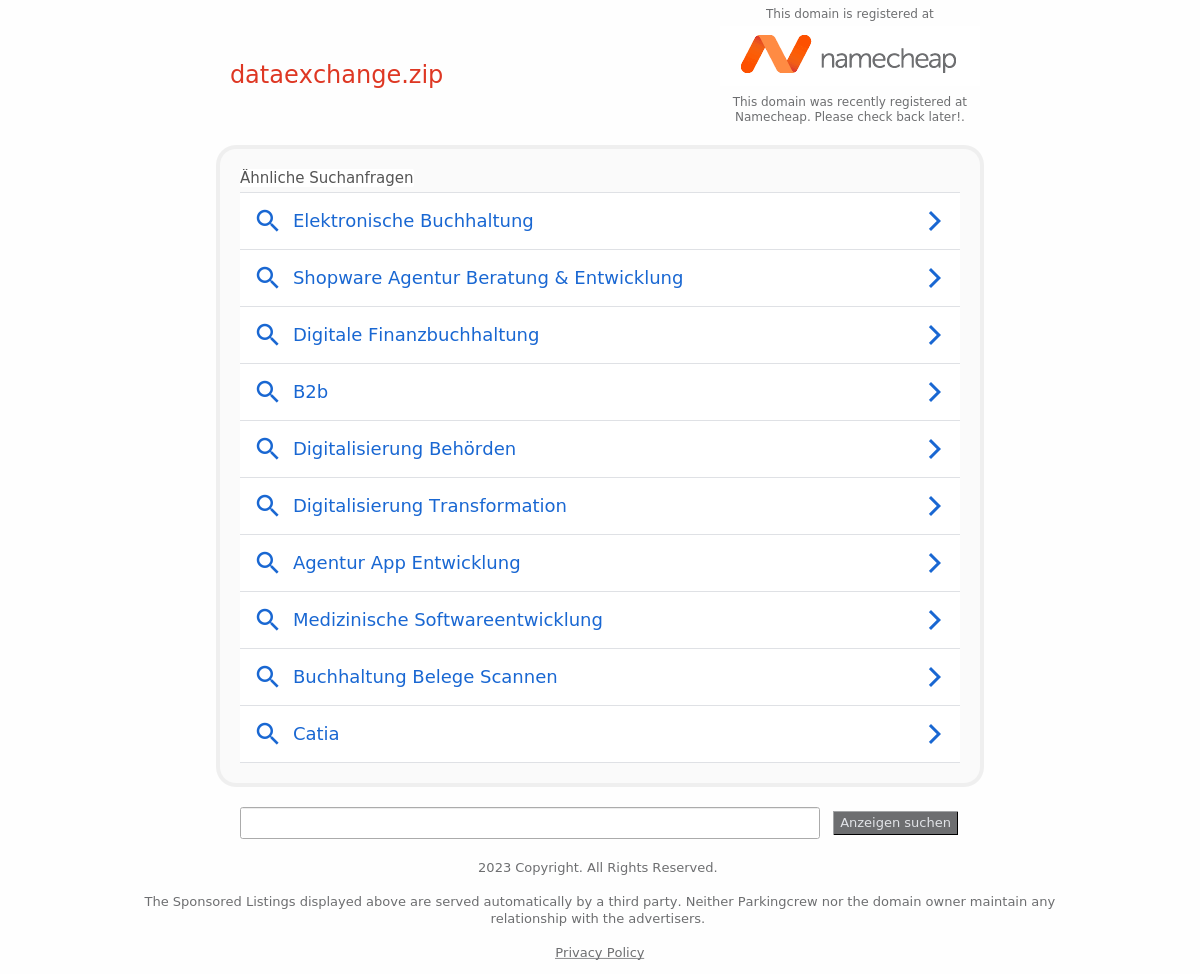 This domain is registered at
namecheap
dataexchange.zip
This domain was recently registered at
Namecheap. Please check back later!.
Ähnliche Suchanfragen
Elektronische Buchhaltung
Shopware Agentur Beratung & Entwicklung
Digitale Finanzbuchhaltung
B2b
Digitalisierung Behörden
Digitalisierung Transformation
Agentur App Entwicklung
Medizinische Softwareentwicklung
Buchhaltung Belege Scannen
Catia
Anzeigen suchen
2023 Copyright. All Rights Reserved.
The Sponsored Listings displayed above are served automatically by a third party. Neither Parkingcrew nor the domain owner maintain any
relationship with the advertisers.
Privacy Policy